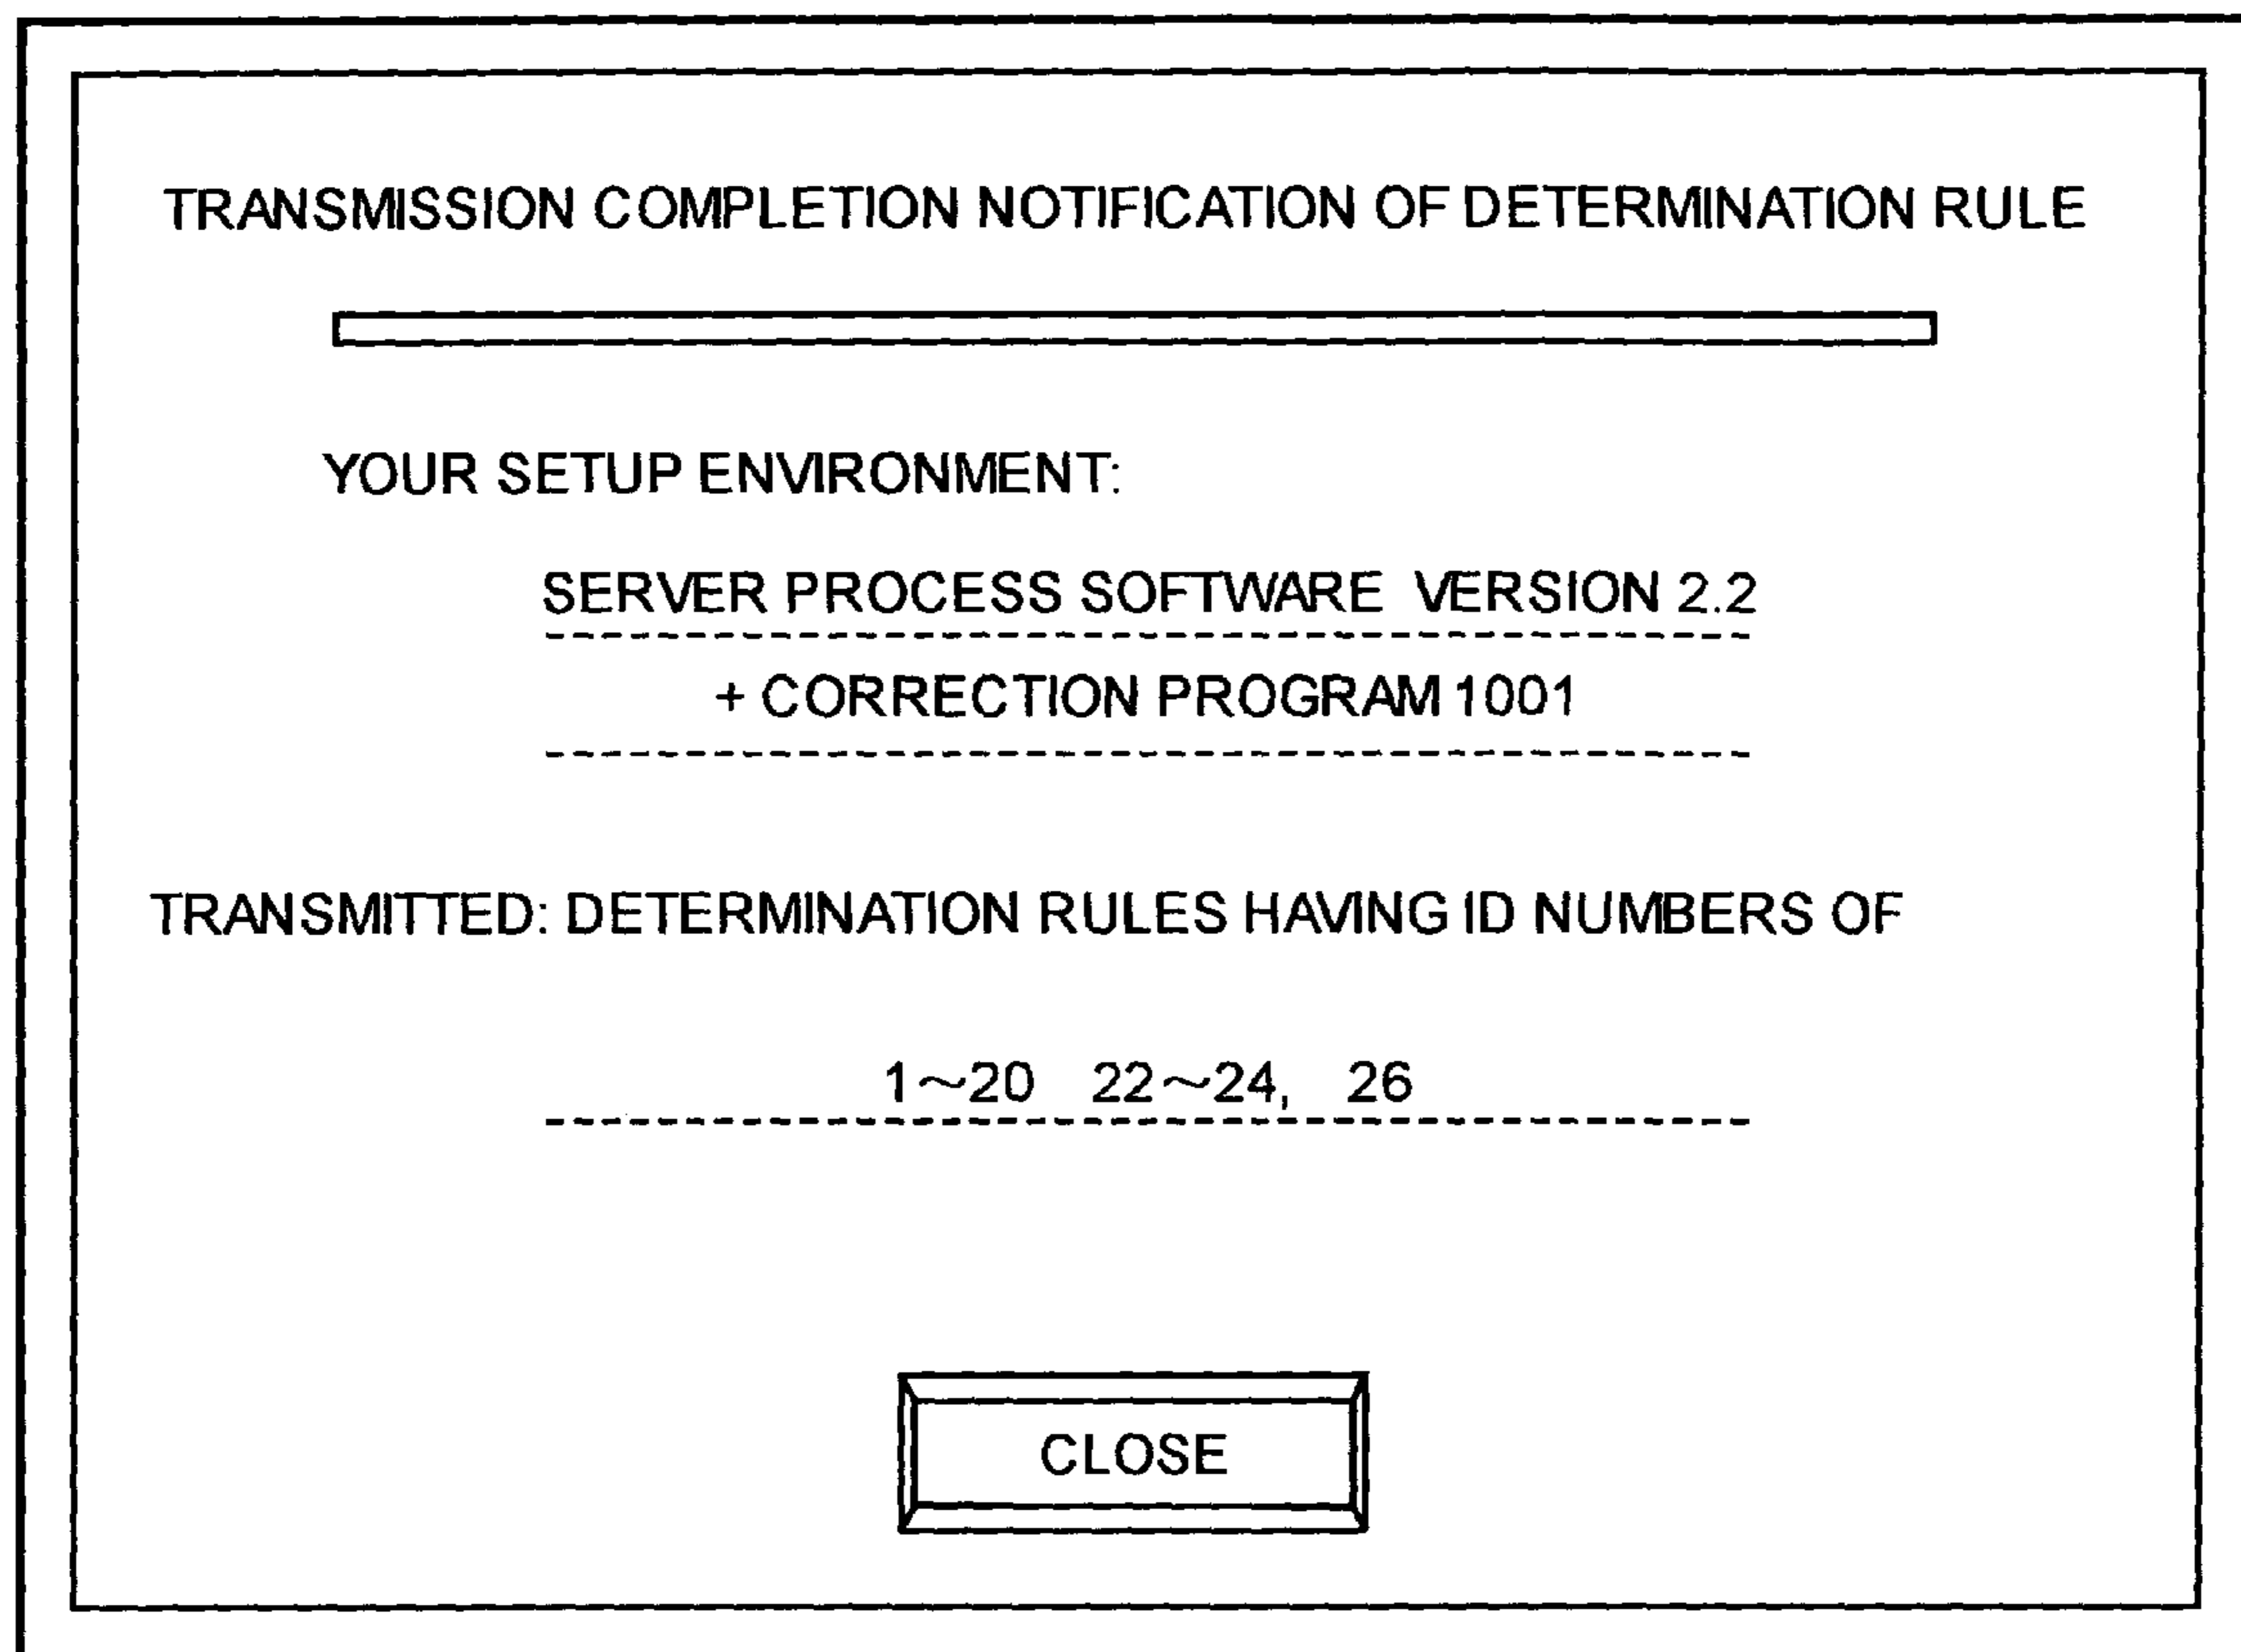 TRANSMISSION COMPLETION NOTIFICATION OF DETERMINATION RULE
YOUR SETUP ENVIRONMENT:
SERVER PROCESS SOFTWARE VERSION 2.2
+ CORRECTION PROGRAM 1001
TRANSMITTED: DETERMINATION RULES HAVING ID NUMBERS OF
1～20 22～24, 26
CLOSE